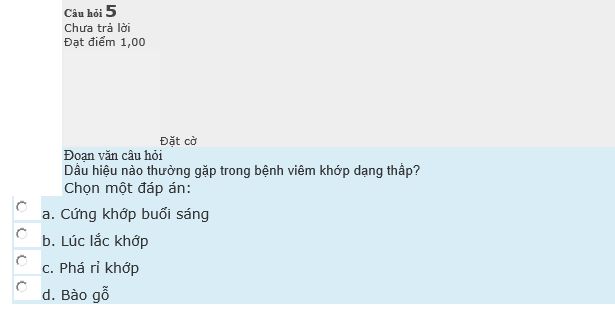 Câu hỏi 5
Chưa trả lời
Đạt điểm 1,00
Đặt cờ
Đoạn văn câu hỏi
Dấu hiệu nào thường gặp trong bệnh viêm khớp dạng thấp?
Chọn một đáp án:
a. Cứng khớp buổi sáng
b. Lúc lắc khớp
c. Phá rỉ khớp
d. Bào gỗ